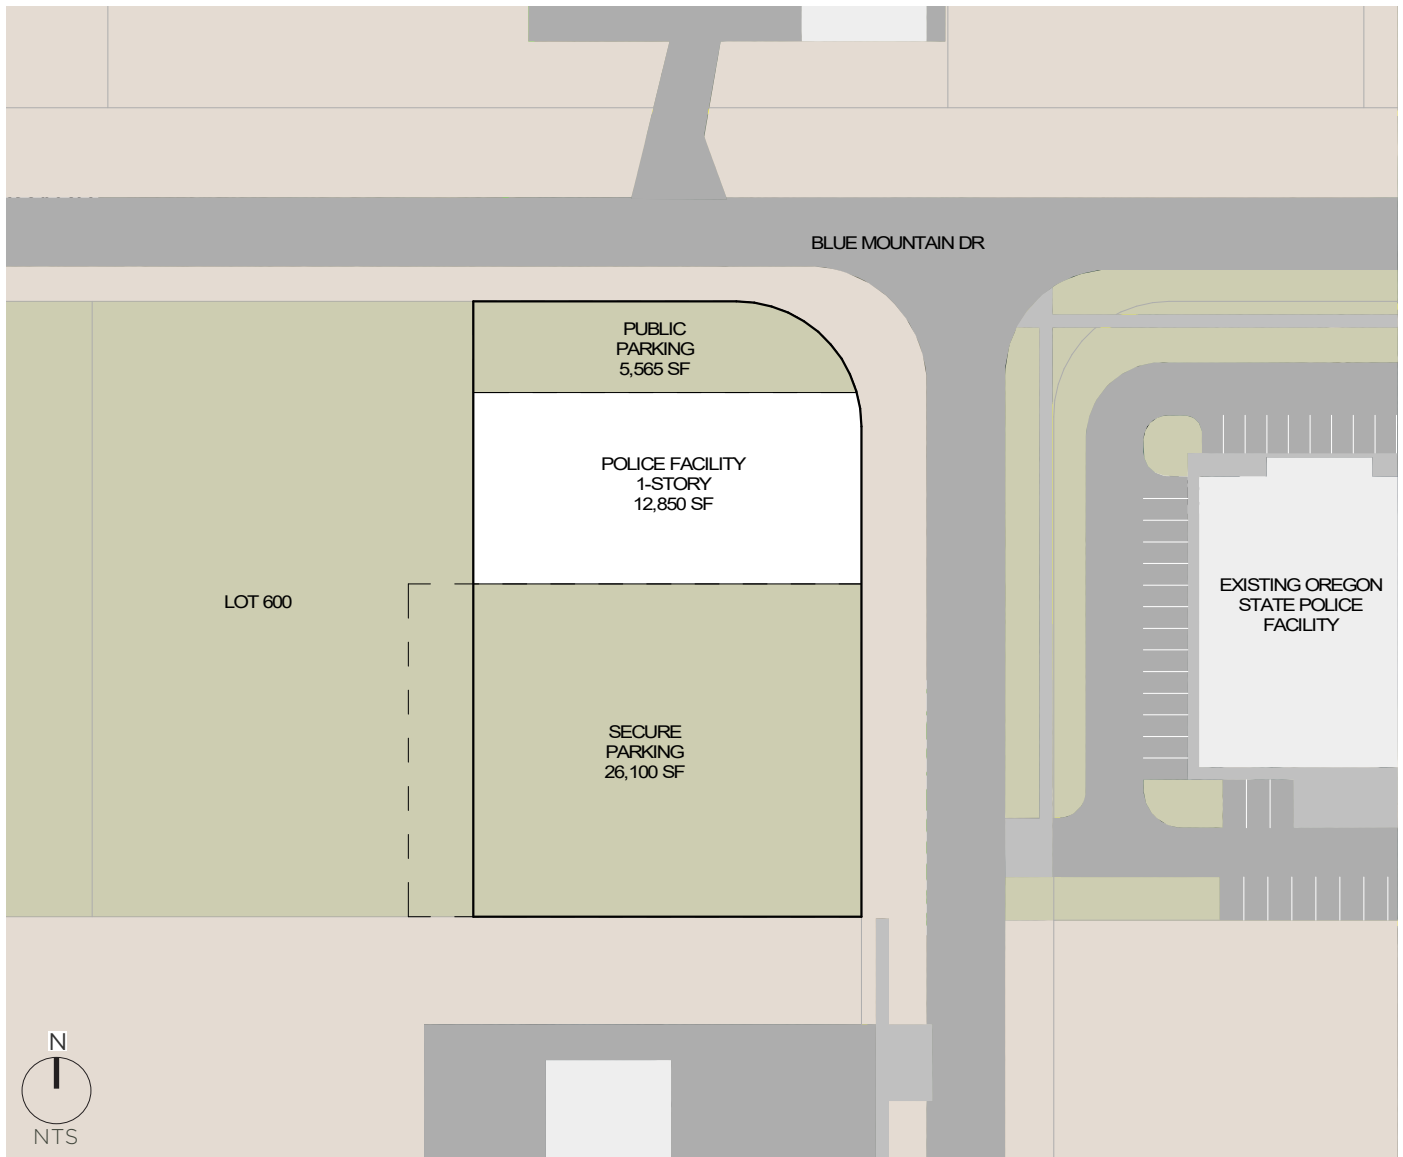 BLUE MOUNTAIN DR
PUBLIC
PARKING
5,565 SF
POLICE FACILITY
1-STORY
12,850 SF
LOT 600
EXISTING OREGON
STATE POLICE
FACILITY
SECURE
PARKING
26,100 SF
N
NTS